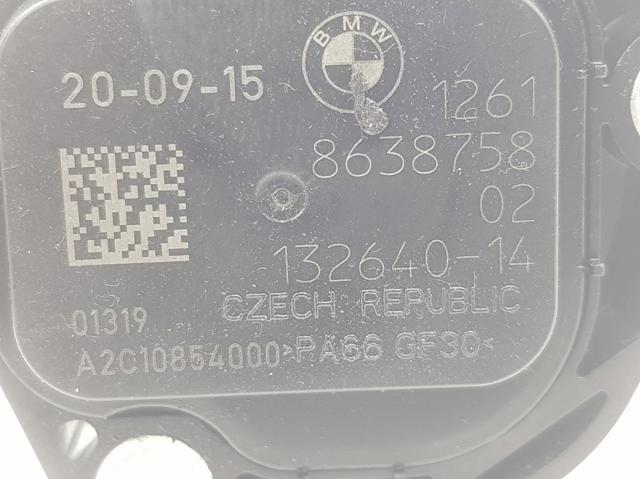 BMW
20-09-15
1261
8638758
02
132640-14
CZECH REPUBLIC
01319
A2C10854000 >PA66 GF30<